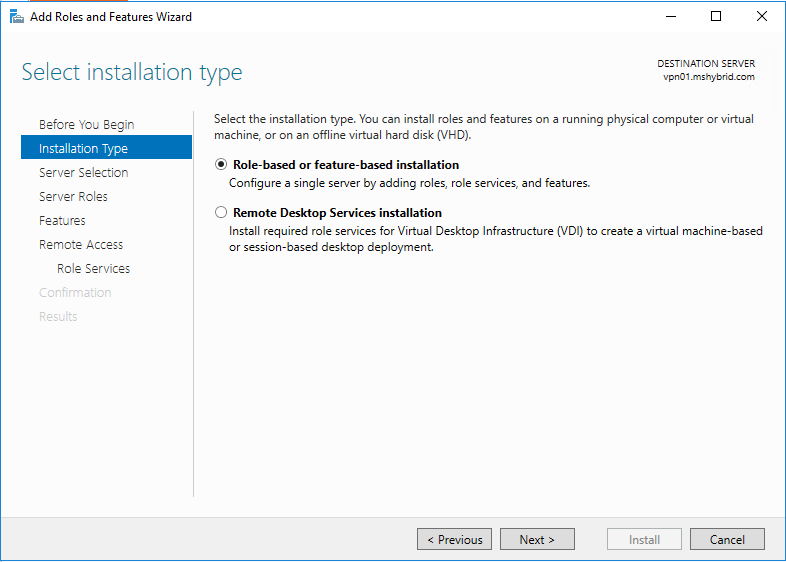 Add Roles and Features Wizard
Select installation type
DESTINATION SERVER
vpn01.mshybrid.com
Before You Begin
Installation Type
Server Selection
Server Roles
Features
Remote Access
Role Services
Confirmation
Results
Select the installation type. You can install roles and features on a running physical computer or virtual
machine, or on an offline virtual hard disk (VHD).
Role-based or feature-based installation
Configure a single server by adding roles, role services, and features.
Remote Desktop Services installation
Install required role services for Virtual Desktop Infrastructure (VDI) to create a virtual machine-based
or session-based desktop deployment.
< Previous
Next >
Install
Cancel